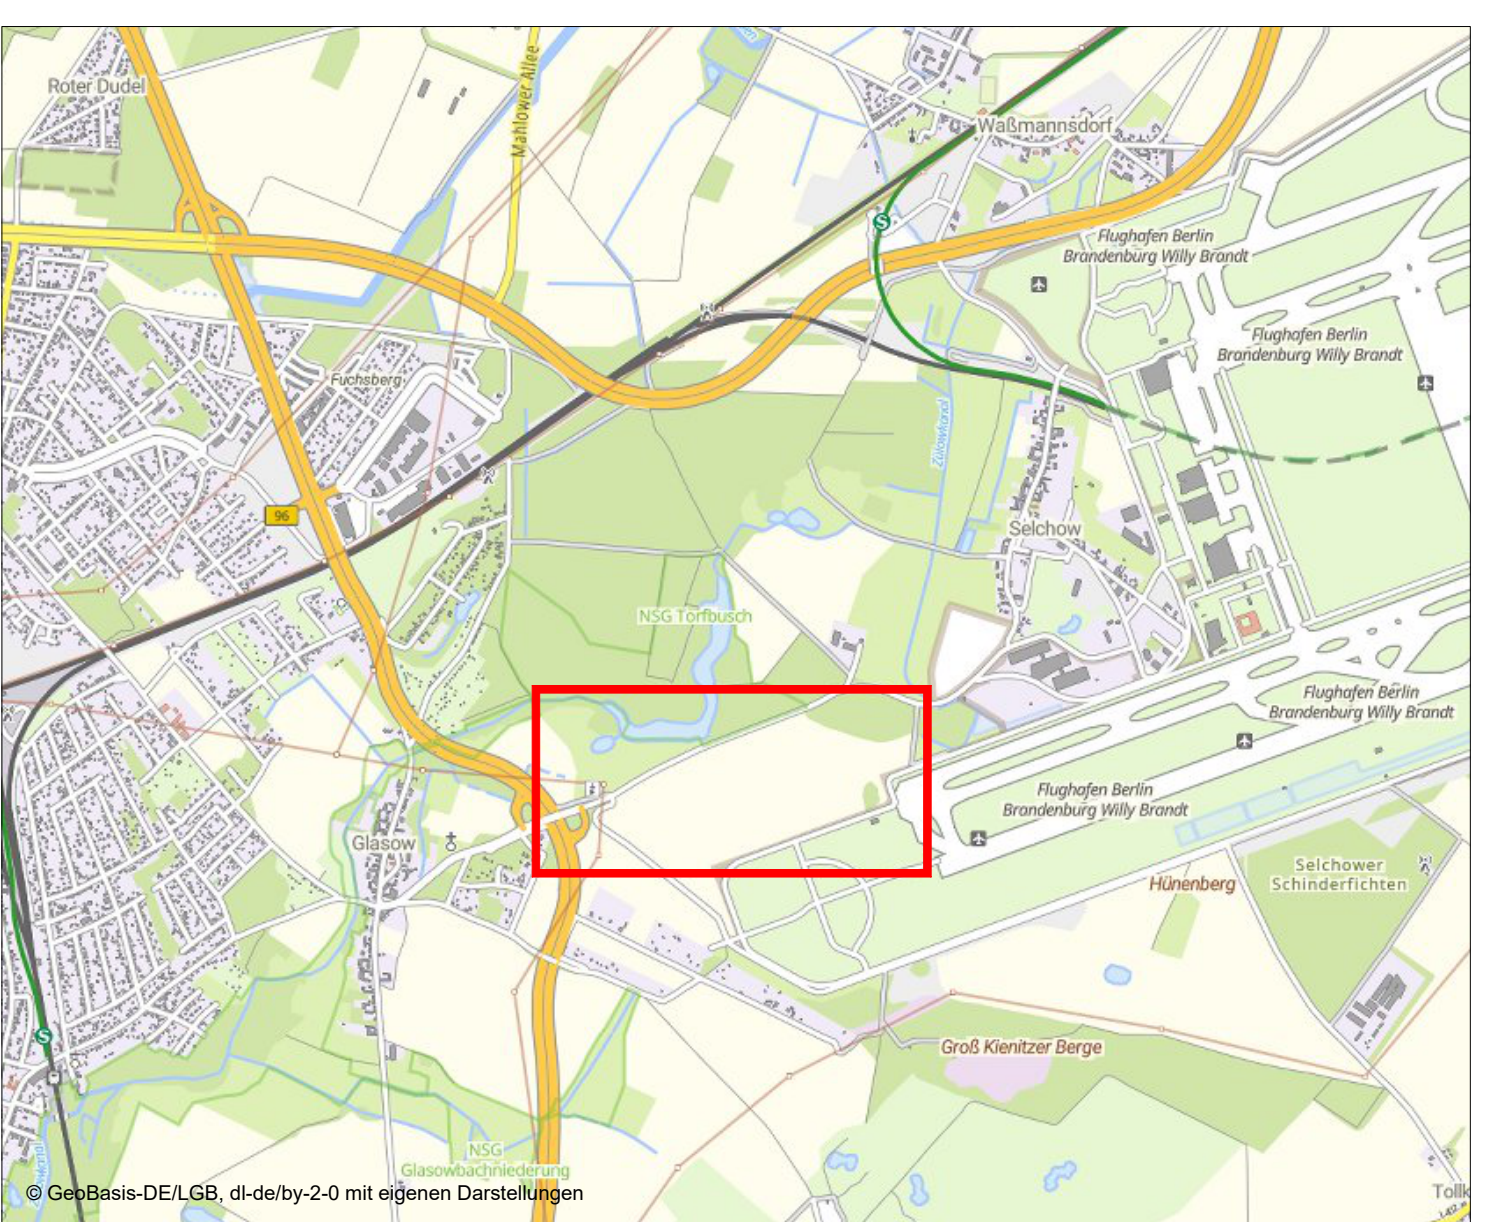 Roter Dudel
Mahlower Allee
Waßmannsdorf
S
Flughafen Berlin
Brandenburg Willy Brandt
Flughafen Berlin
Brandenburg Willy Brandt
Fuchsberg
Zülowkanal
96
Selchow
NSG Torfbusch
Flughafen Berlin
Brandenburg Willy Brandt
Flughafen Berlin
Brandenburg Willy Brandt
Glasow
Selchower
Schinderfichten
Hünenberg
S
Groß Kienitzer Berge
NSG
Glasowbachniederung
© GeoBasis-DE/LGB, dl-de/by-2-0 mit eigenen Darstellungen
Tollk